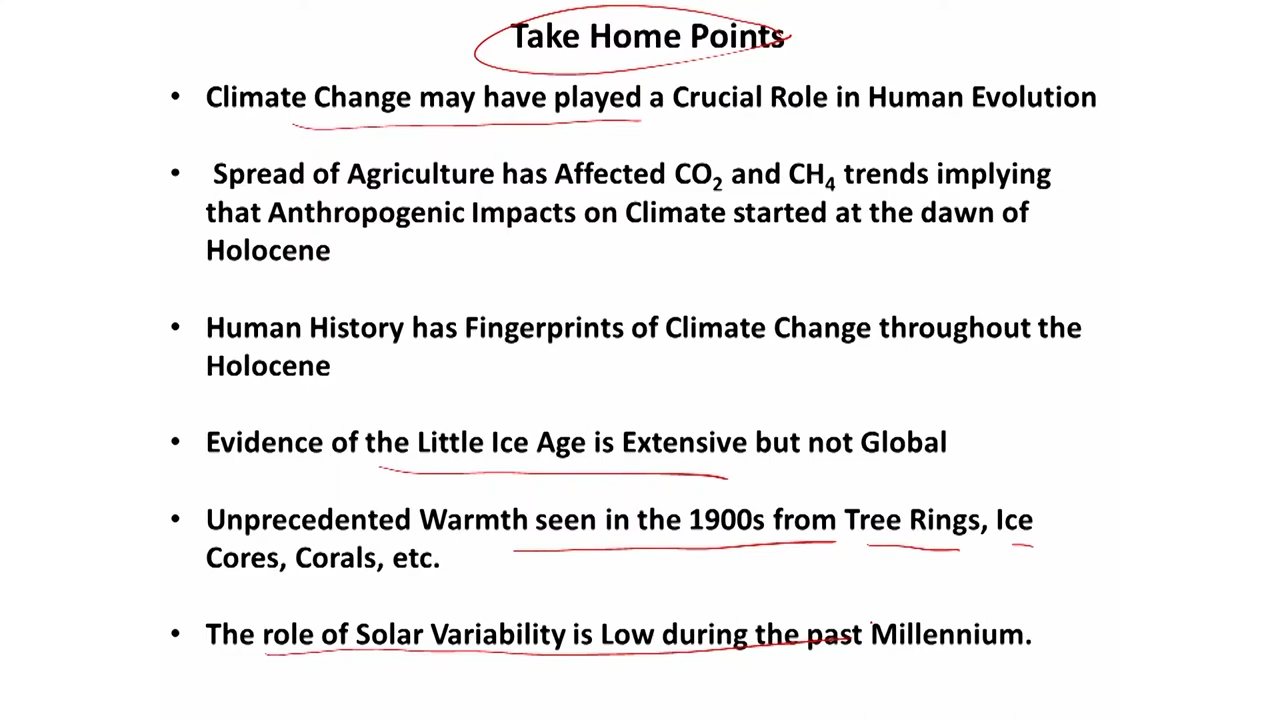 Take Home Points
• Climate Change may have played a Crucial Role in Human Evolution
• Spread of Agriculture has Affected CO₂ and CH₄ trends implying
that Anthropogenic Impacts on Climate started at the dawn of
Holocene
• Human History has Fingerprints of Climate Change throughout the
Holocene
• Evidence of the Little Ice Age is Extensive but not Global
• Unprecedented Warmth seen in the 1900s from Tree Rings, Ice
Cores, Corals, etc.
• The role of Solar Variability is Low during the past Millennium.